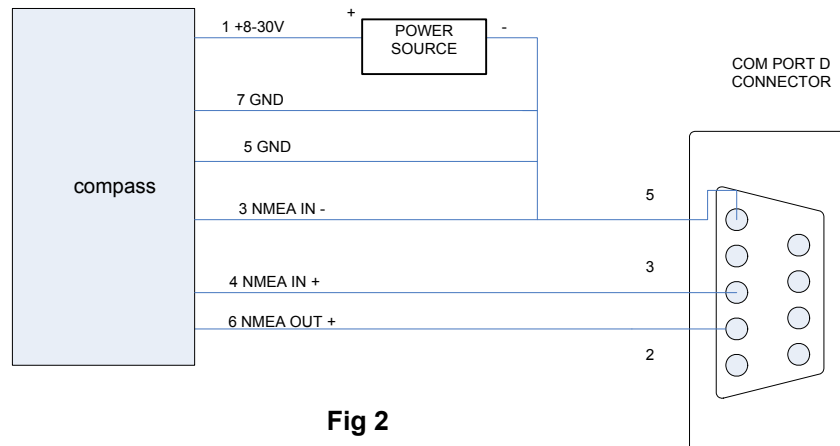 1 +8-30V
+
POWER
SOURCE
-
COM PORT D
CONNECTOR
7 GND
5 GND
compass
3 NMEA IN -
5
3
4 NMEA IN +
6 NMEA OUT +
2
Fig 2